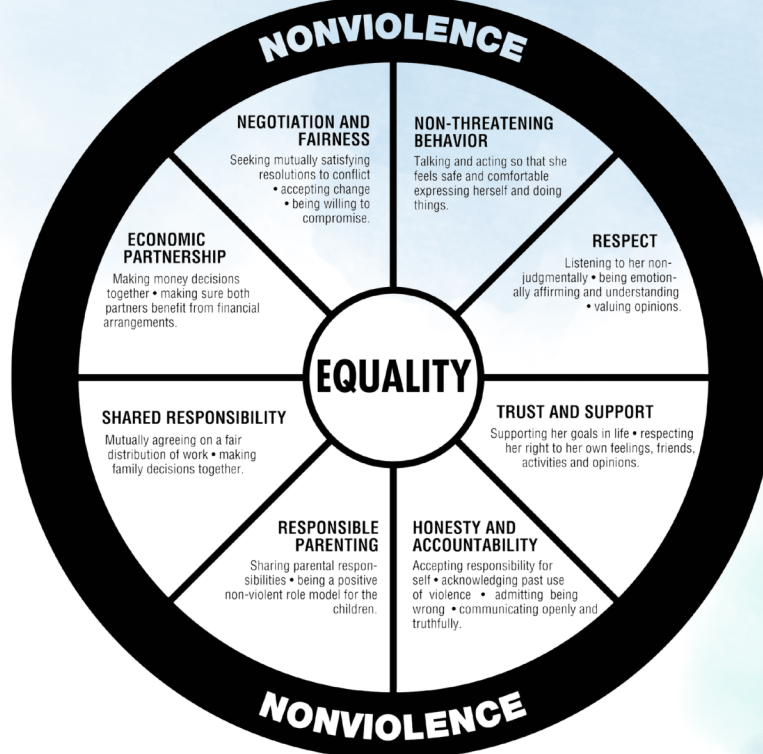 NONVIOLENCE
NEGOTIATION AND
FAIRNESS
Seeking mutually satisfying
resolutions to conflict
• accepting change
• being willing to
compromise.
NON-THREATENING
BEHAVIOR
Talking and acting so that she
feels safe and comfortable
expressing herself and doing
things.
ECONOMIC
PARTNERSHIP
Making money decisions
together • making sure both
partners benefit from financial
arrangements.
RESPECT
Listening to her non-
judgmentally • being emotion-
ally affirming and understanding
• valuing opinions.
EQUALITY
SHARED RESPONSIBILITY
Mutually agreeing on a fair
distribution of work • making
family decisions together.
TRUST AND SUPPORT
Supporting her goals in life • respecting
her right to her own feelings, friends,
activities and opinions.
RESPONSIBLE
PARENTING
Sharing parental respon-
sibilities • being a positive
non-violent role model for the
children.
HONESTY AND
ACCOUNTABILITY
Accepting responsibility for
self • acknowledging past use
of violence • admitting being
wrong • communicating openly and
truthfully.
NONVIOLENCE